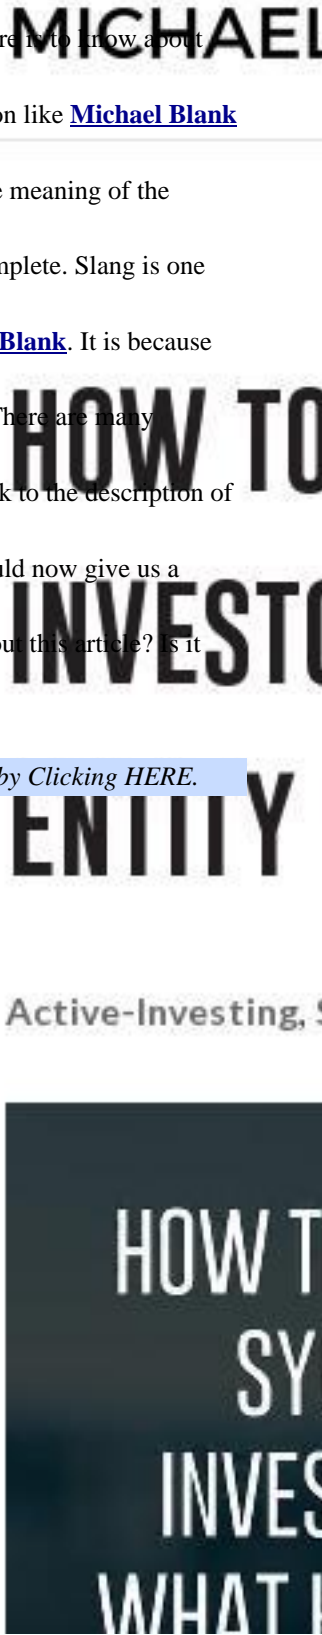 MICHAEL
re is to know about
on like Michael Blank
e meaning of the
mplete. Slang is one
Blank. It is because
HOW TO
There are many
k to the description of
uld now give us a
INVESTO
out this article? Is it
by Clicking HERE.
ENTITY
Active-Investing, S
HOW T
SY
INVES
WHAT